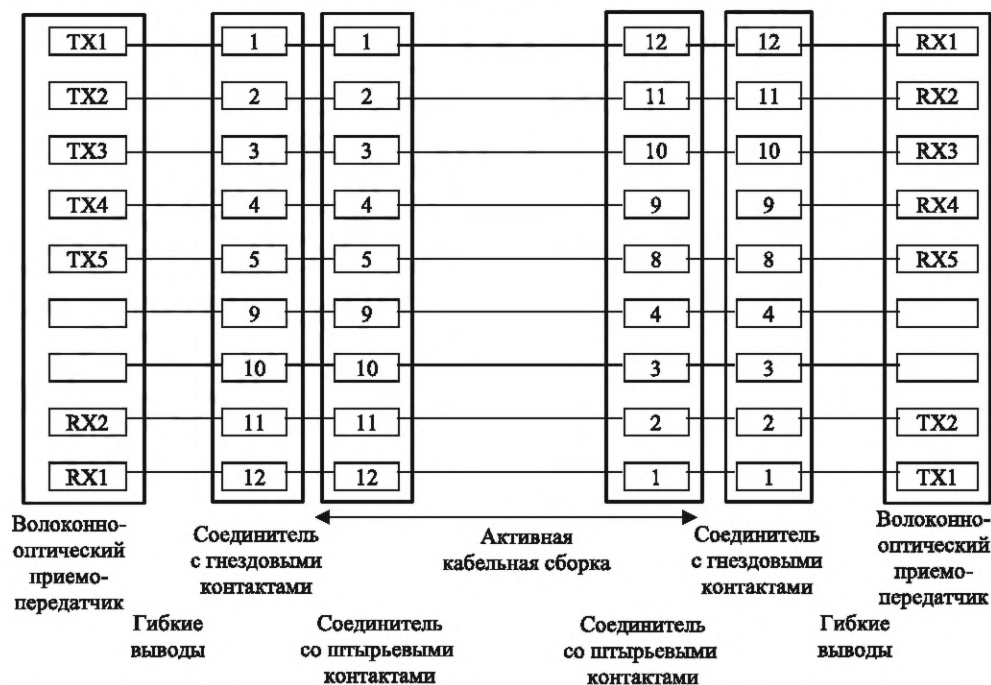 TX1 1 1 12 12 RX1
TX2 2 2 11 11 RX2
TX3 3 3 10 10 RX3
TX4 4 4 9 9 RX4
TX5 5 5 8 8 RX5
9 9 4 4
10 10 3 3
RX2 11 11 2 2 TX2
RX1 12 12 1 1 TX1
Волоконно-
оптический
приемо-
передатчик
Соединитель
с гнездовыми
контактами
Активная
кабельная сборка
Соединитель
с гнездовыми
контактами
Волоконно-
оптический
приемо-
передатчик
Гибкие
выводы
Соединитель
со штырьевыми
контактами
Соединитель
со штырьевыми
контактами
Гибкие
выводы